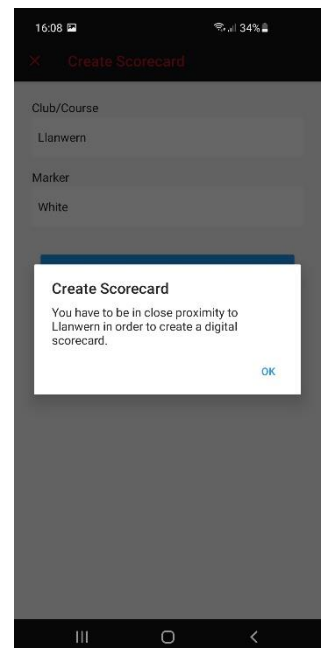 16:08 34%
× Create Scorecard
Club/Course
Llanwern
Marker
White
Create Scorecard
You have to be in close proximity to
Llanwern in order to create a digital
scorecard.
OK